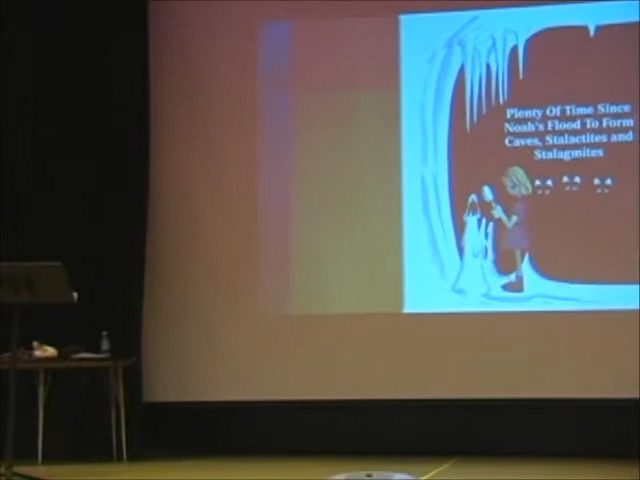 Plenty Of Time Since
Noah's Flood To Form
Caves, Stalactites and
Stalagmites